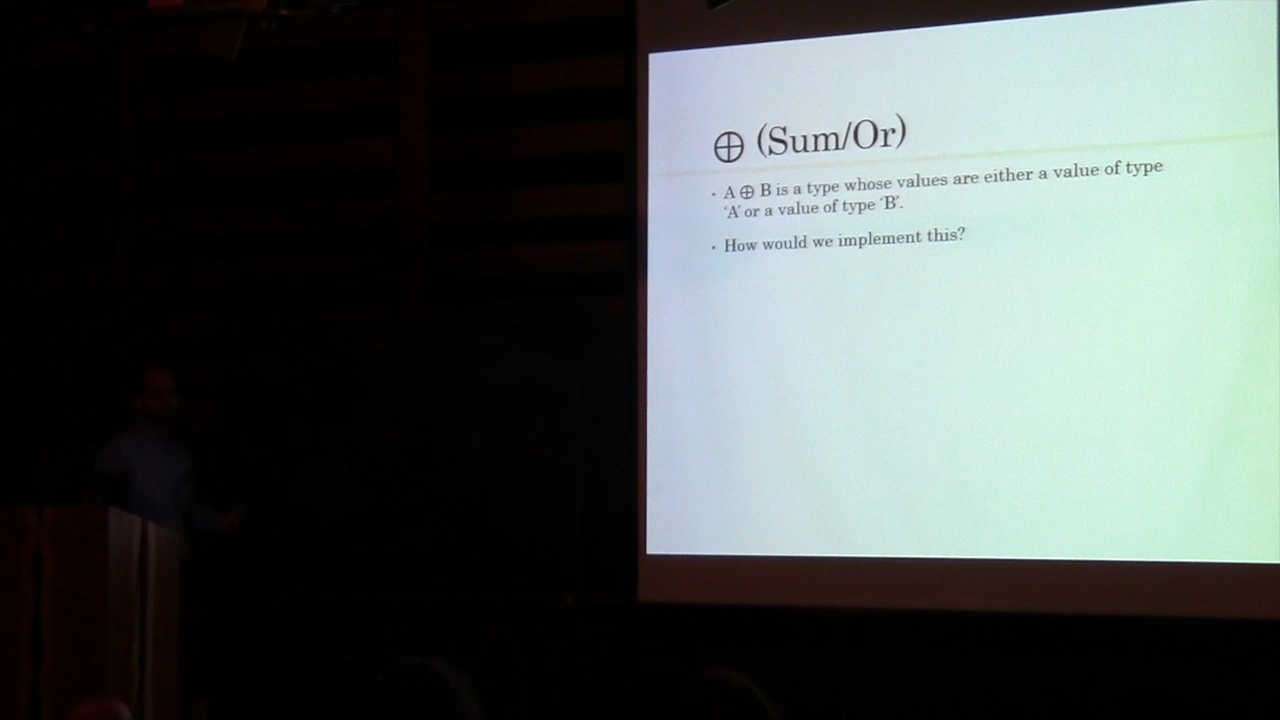 ⊕ (Sum/Or)
· A ⊕ B is a type whose values are either a value of type
‘A’ or a value of type ‘B’.
· How would we implement this?